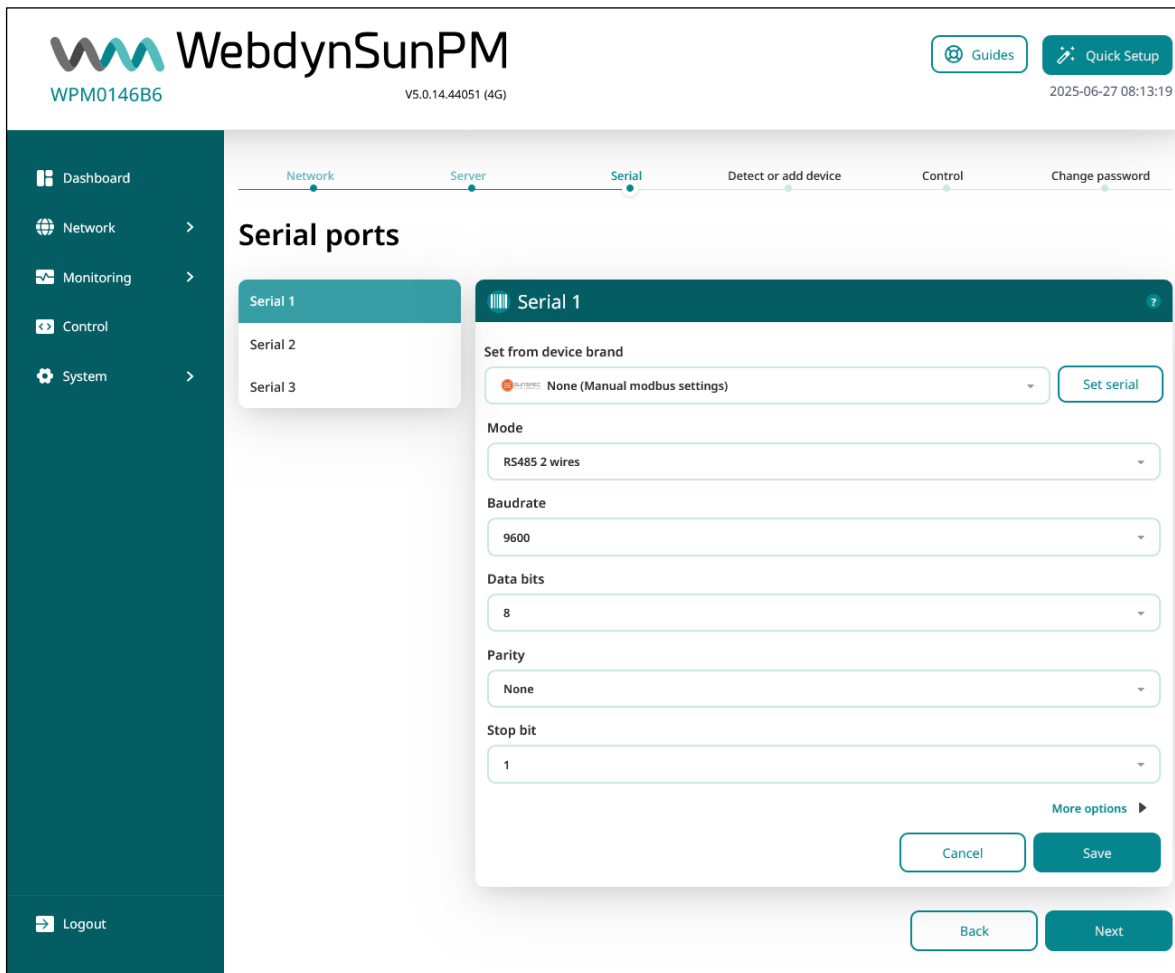 WebdynSunPM
WPM0146B6
V5.0.14.44051 (4G)
Guides
Quick Setup
2025-06-27 08:13:19
Dashboard
Network
Monitoring
Control
System
Logout
Network Server Serial Detect or add device Control Change password
Serial ports
Serial 1
Serial 2
Serial 3
Serial 1
?
Set from device brand
SUNSPEC None (Manual modbus settings)
Set serial
Mode
RS485 2 wires
Baudrate
9600
Data bits
8
Parity
None
Stop bit
1
More options
Cancel
Save
Back
Next